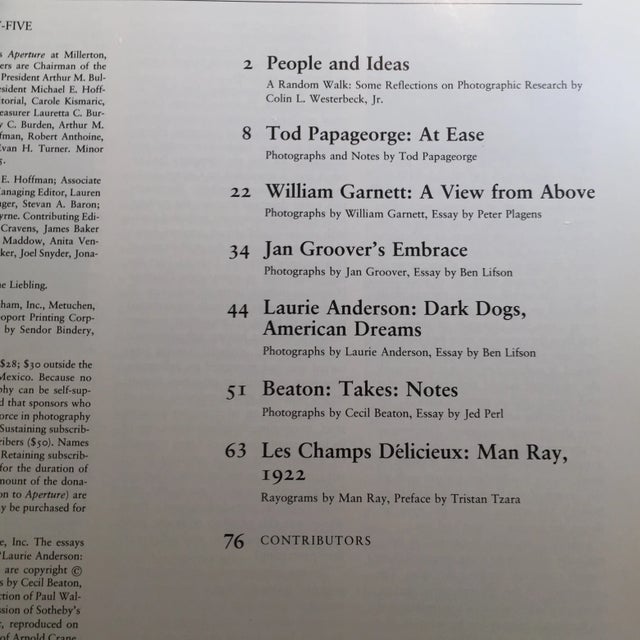 -FIVE
s Aperture at Millerton,
ers are Chairman of the
President Arthur M. Bul-
sident Michael E. Hoff-
torial, Carole Kismaric,
easurer Lauretta C. Bur-
y C. Burden, Arthur M.
fman, Robert Anthoine,
Evan H. Turner. Minor
E. Hoffman; Associate
anaging Editor, Lauren
ger, Stevan A. Baron;
yrne. Contributing Edi-
Cravens, James Baker
Maddow, Anita Ven-
ker, Joel Snyder, Jona-
e Liebling.
ham, Inc., Metuchen,
oport Printing Corp-
by Sendor Bindery,
$28; $30 outside the
Mexico. Because no
phy can be self-sup-
d that sponsors who
orce in photography
Sustaining subscrib-
ribers ($50). Names
Retaining subscrib-
for the duration of
mount of the dona-
on to Aperture) are
y be purchased for
e, Inc. The essays
"Laurie Anderson:
are copyright ©
s by Cecil Beaton,
ction of Paul Wal-
ssion of Sotheby's
, reproduced on
of Arnold Crane
2 People and Ideas
A Random Walk: Some Reflections on Photographic Research by
Colin L. Westerbeck, Jr.
8 Tod Papageorge: At Ease
Photographs and Notes by Tod Papageorge
22 William Garnett: A View from Above
Photographs by William Garnett, Essay by Peter Plagens
34 Jan Groover's Embrace
Photographs by Jan Groover, Essay by Ben Lifson
44 Laurie Anderson: Dark Dogs,
American Dreams
Photographs by Laurie Anderson, Essay by Ben Lifson
51 Beaton: Takes: Notes
Photographs by Cecil Beaton, Essay by Jed Perl
63 Les Champs Délicieux: Man Ray,
1922
Rayograms by Man Ray, Preface by Tristan Tzara
76 CONTRIBUTORS